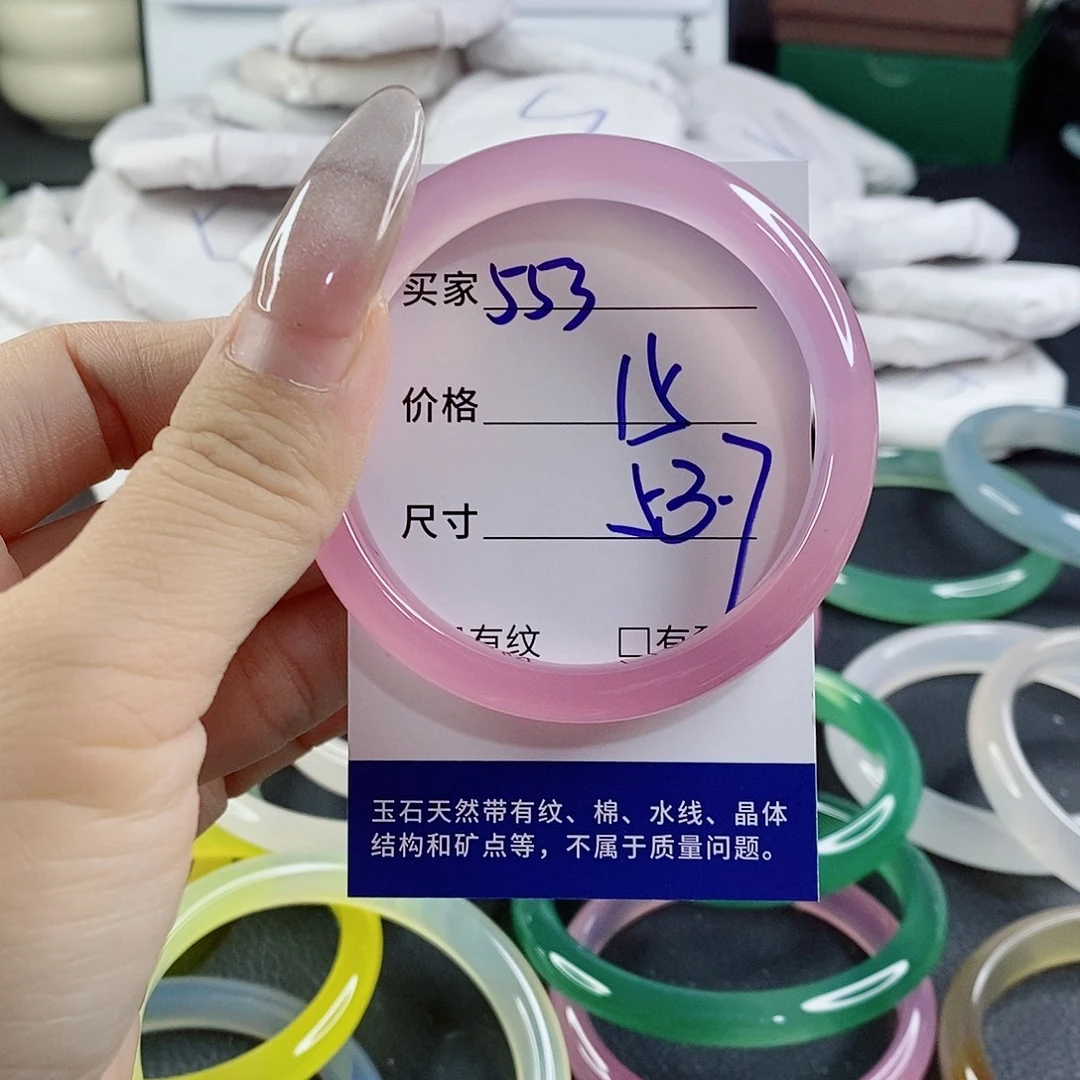 买家 553
价格 15
尺寸 53-7
有纹 □有
玉石天然带有纹、棉、水线、晶体
结构和矿点等，不属于质量问题。